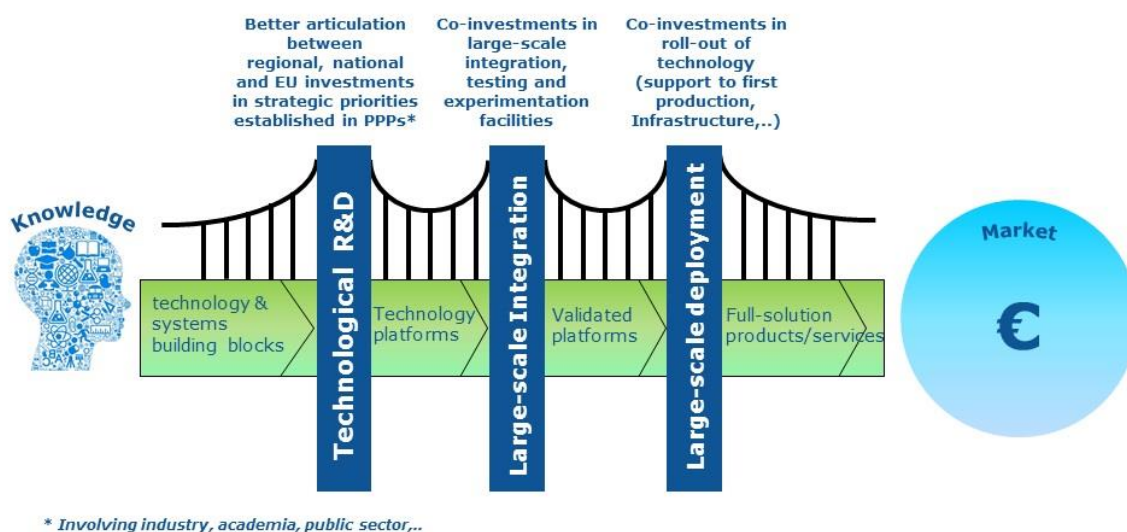 Better articulation
between
regional, national
and EU investments
in strategic priorities
established in PPPs*
Co-investments in
large-scale
integration,
testing and
experimentation
facilities
Co-investments in
roll-out of
technology
(support to first
production,
Infrastructure,..)
Knowledge
technology &
systems
building blocks
Technological R&D
Technology
platforms
Large-scale Integration
Validated
platforms
Large-scale deployment
Full-solution
products/services
Market
€
* Involving industry, academia, public sector,..